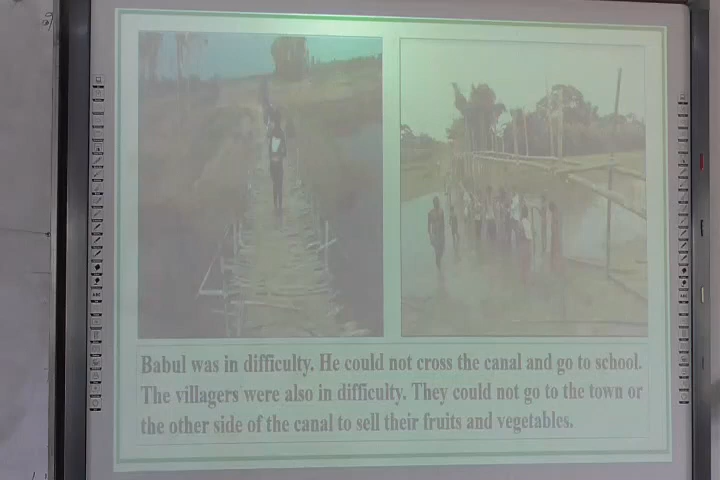 Babul was in difficulty. He could not cross the canal and go to school.
The villagers were also in difficulty. They could not go to the town or
the other side of the canal to sell their fruits and vegetables.